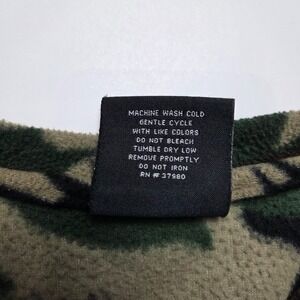 MACHINE WASH COLD
GENTLE CYCLE
WITH LIKE COLORS
DO NOT BLEACH
TUMBLE DRY LOW
REMOVE PROMPTLY
DO NOT IRON
RN # 37980